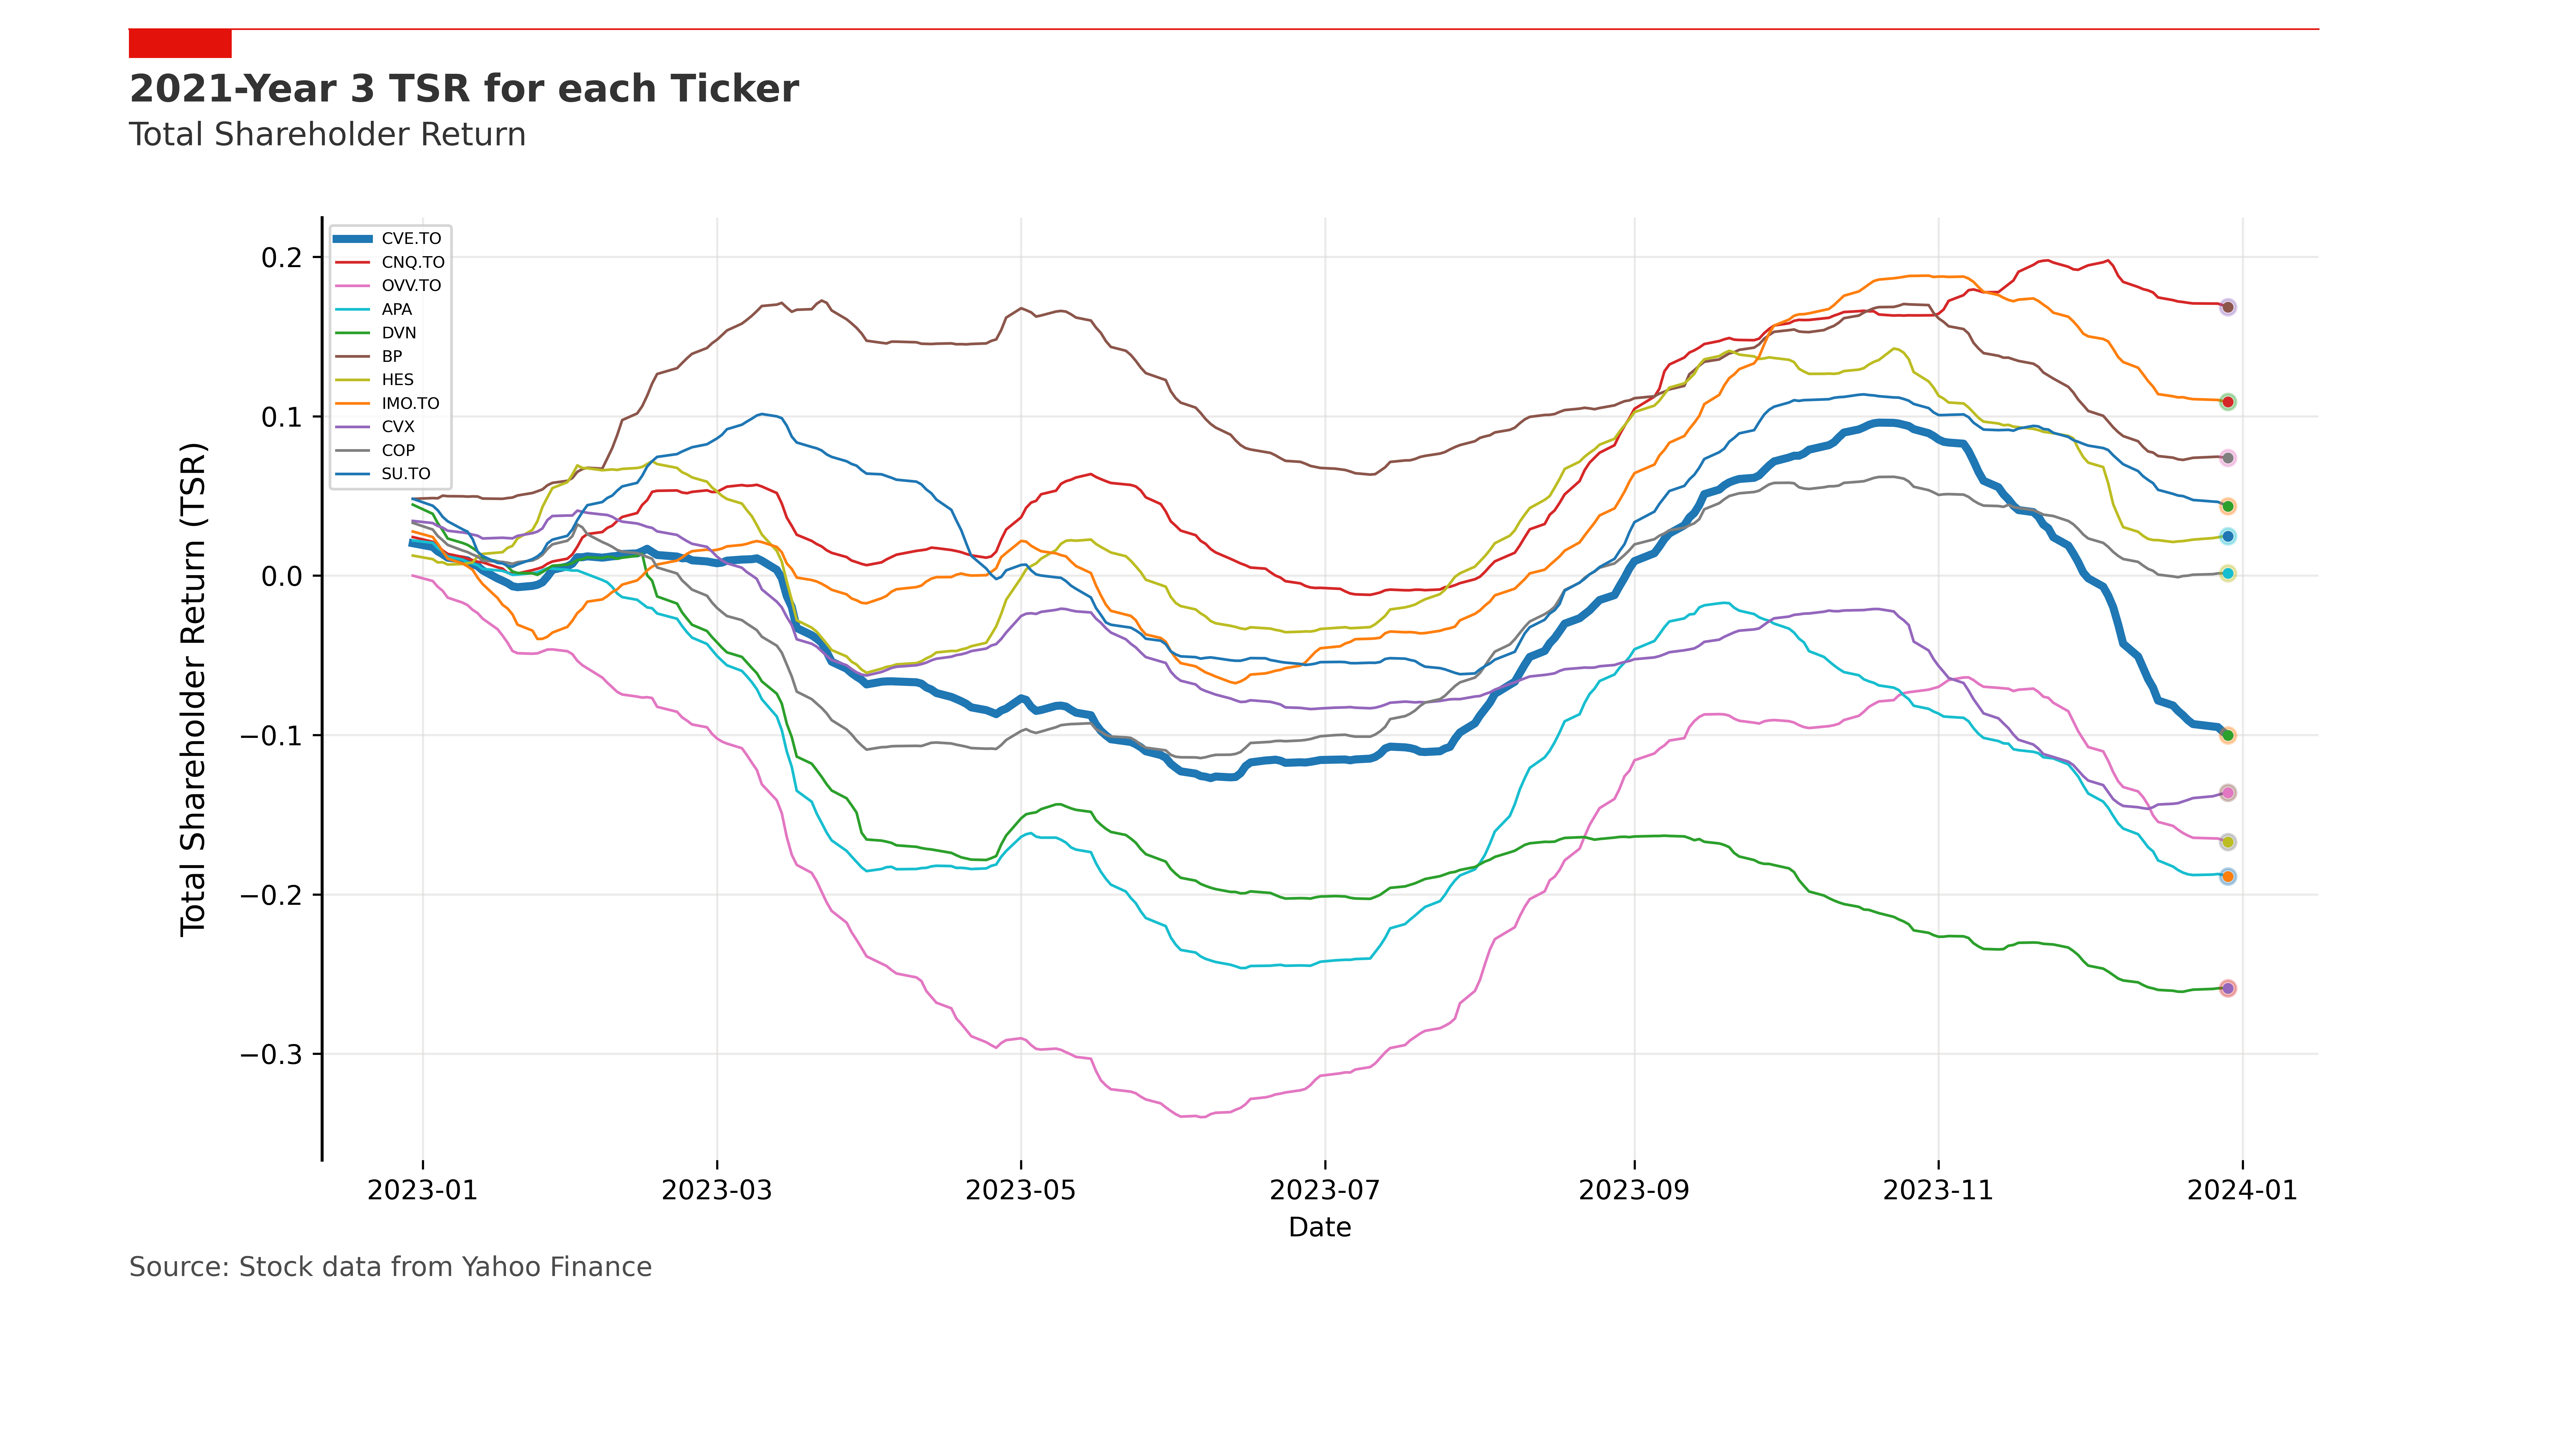 2021-Year 3 TSR for each Ticker
Total Shareholder Return
CVE.TO
CNQ.TO
OVV.TO
APA
DVN
BP
HES
IMO.TO
CVX
COP
SU.TO
Total Shareholder Return (TSR)
0.2
0.1
0.0
−0.1
−0.2
−0.3
2023-01 2023-03 2023-05 2023-07 2023-09 2023-11 2024-01
Date
Source: Stock data from Yahoo Finance